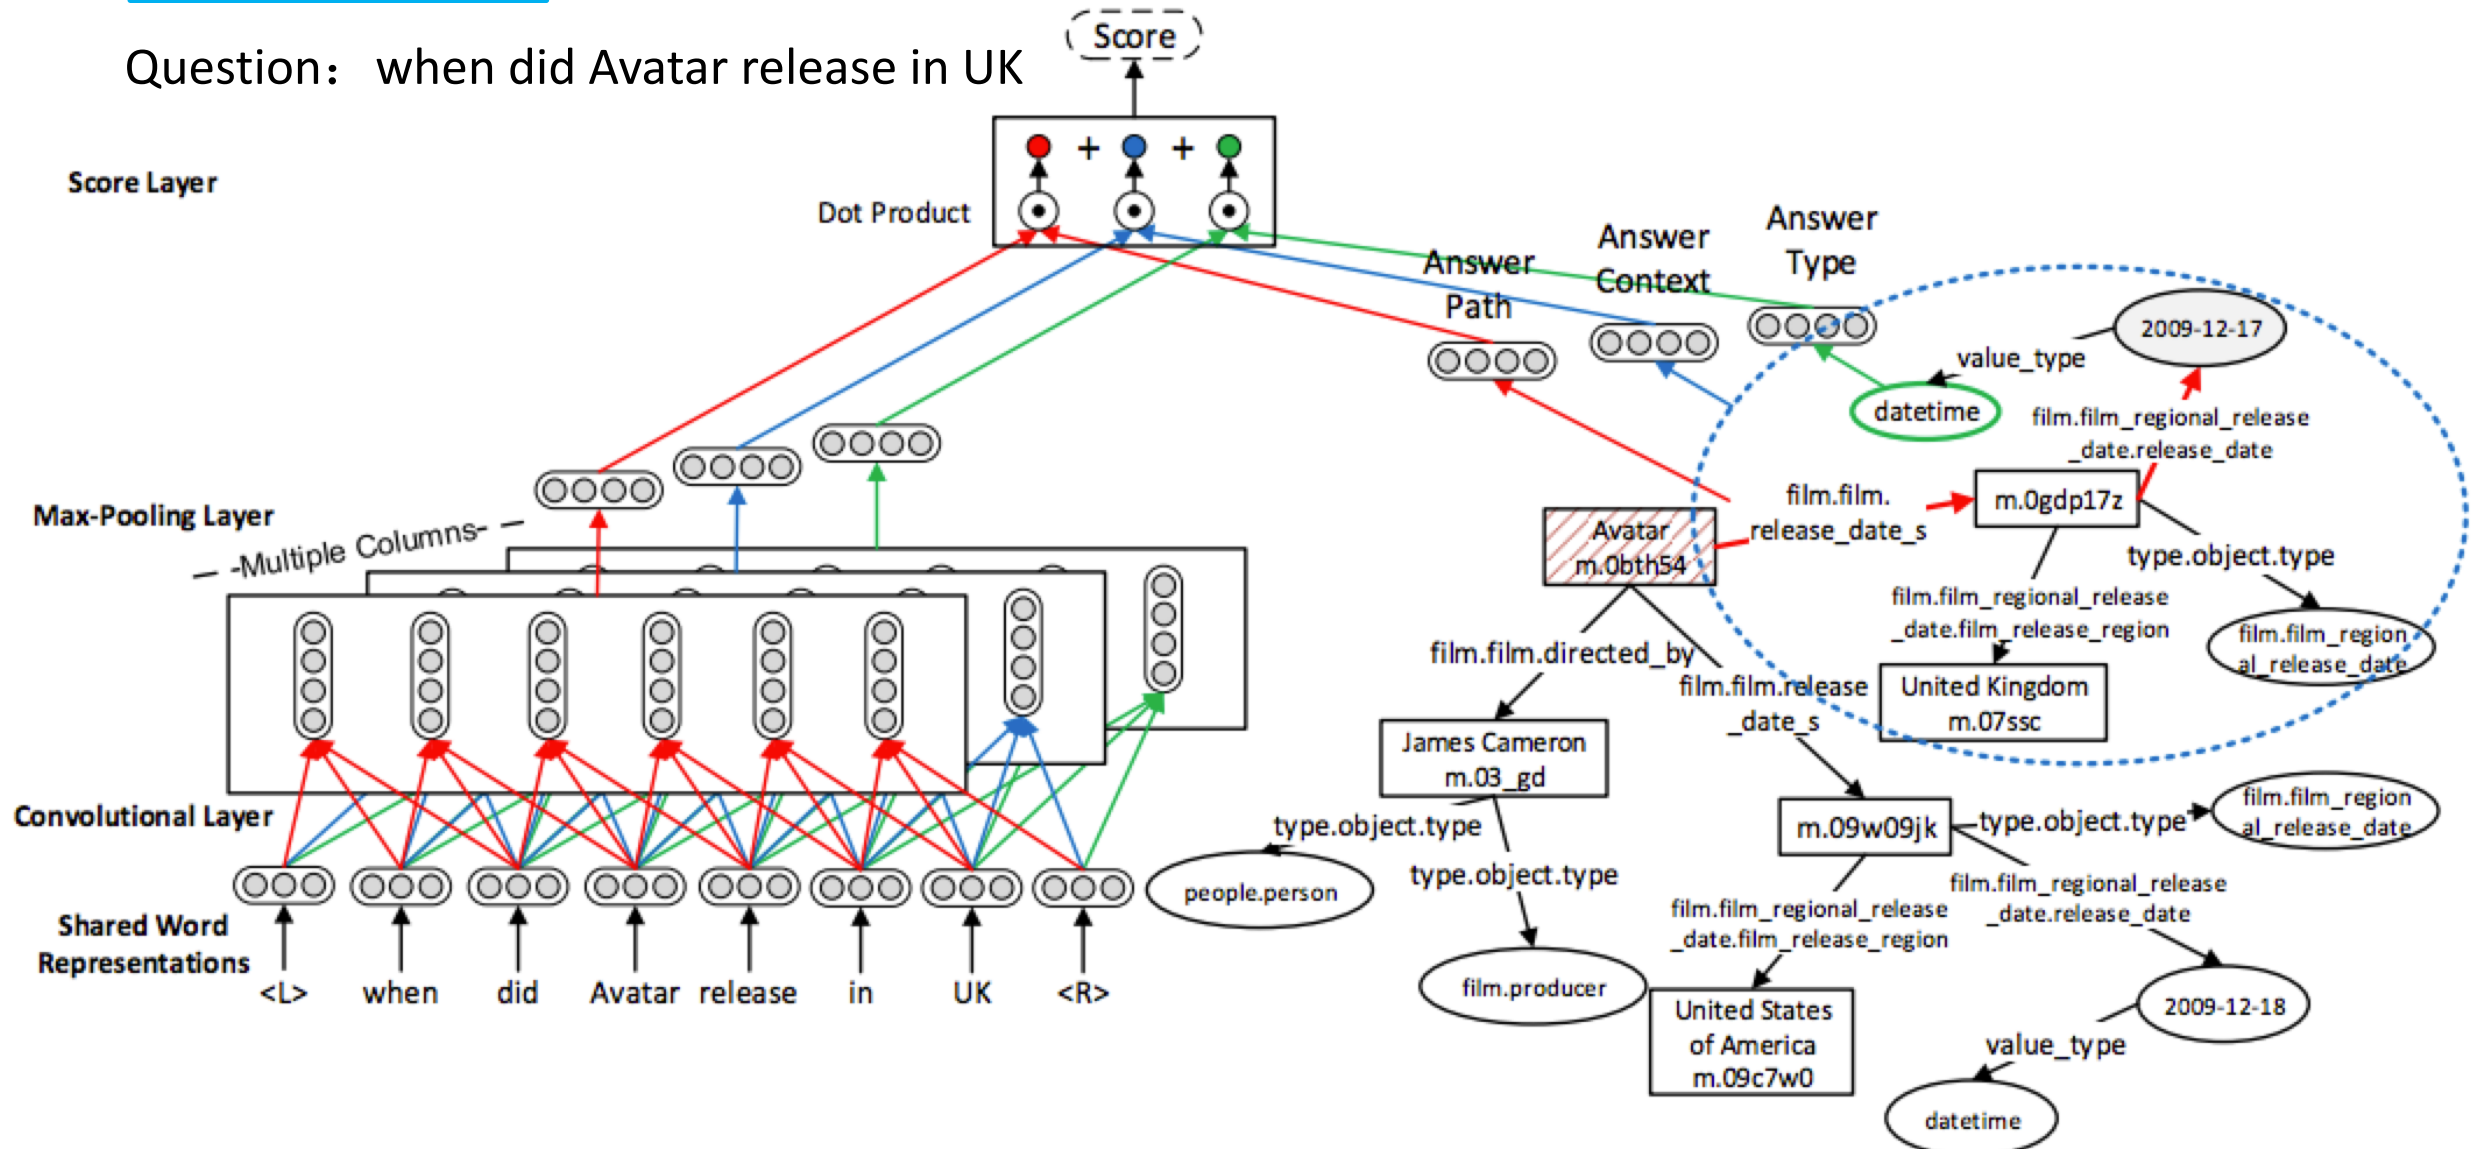 Question： when did Avatar release in UK
Score
Score Layer
Dot Product
Answer
Path
Answer
Context
Answer
Type
Max-Pooling Layer
-Multiple Columns-
Convolutional Layer
Shared Word
Representations
<L>
when
did
Avatar
release
in
UK
<R>
2009-12-17
value_type
datetime
film.film_regional_release
_date.release_date
film.film.
release_date_s
m.0gdp17z
Avatar
m.0bth54
type.object.type
film.film_region
al_release_date
film.film_regional_release
_date.film_release_region
United Kingdom
m.07ssc
film.film.directed_by
film.film.release
_date_s
James Cameron
m.03_gd
type.object.type
people.person
type.object.type
film.producer
m.09w09jk
type.object.type
film.film_region
al_release_date
film.film_regional_release
_date.film_release_region
film.film_regional_release
_date.release_date
United States
of America
m.09c7w0
2009-12-18
value_type
datetime